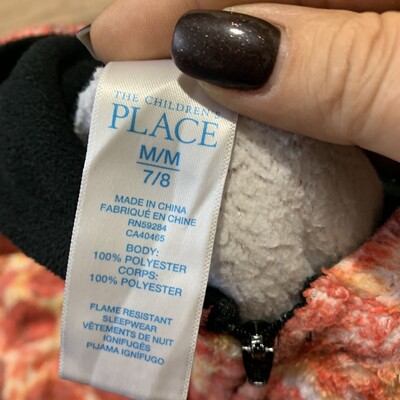 THE CHILDREN'S
PLACE
M/M
7/8
MADE IN CHINA
FABRIQUÉ EN CHINE
RN59284
CA40465
BODY:
100% POLYESTER
CORPS:
100% POLYESTER
FLAME RESISTANT
SLEEPWEAR
VÊTEMENTS DE NUIT
IGNIFUGÉS
PIJAMA IGNÍFUGO